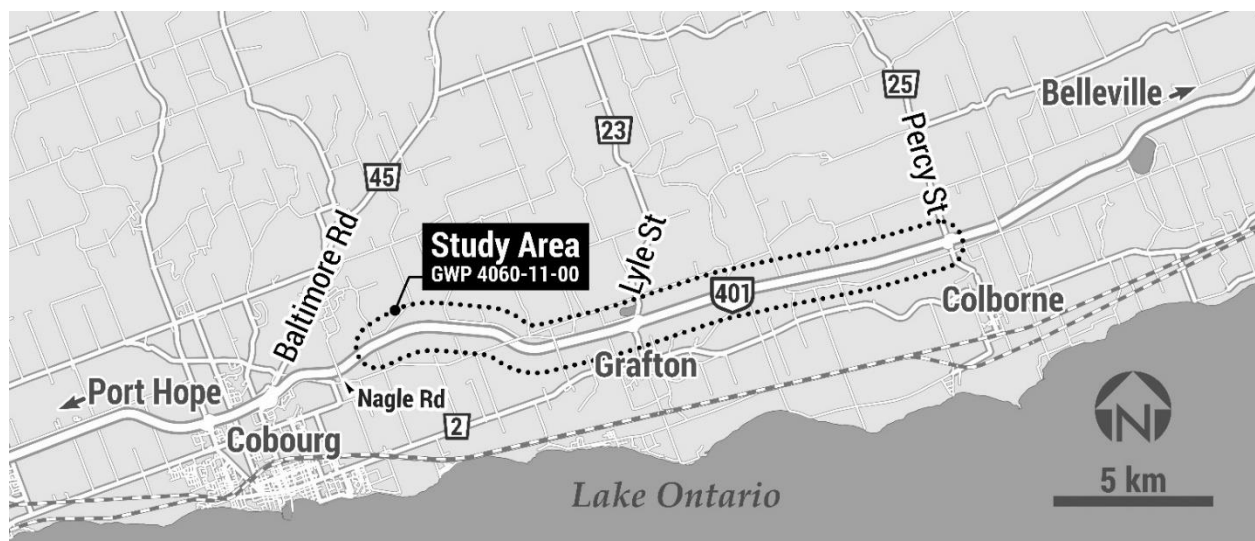 25
Belleville
23
Percy St
45
Study Area
GWP 4060-11-00
Lyle St
Baltimore Rd
401
Colborne
Grafton
Port Hope
Nagle Rd
2
Cobourg
N
5 km
Lake Ontario